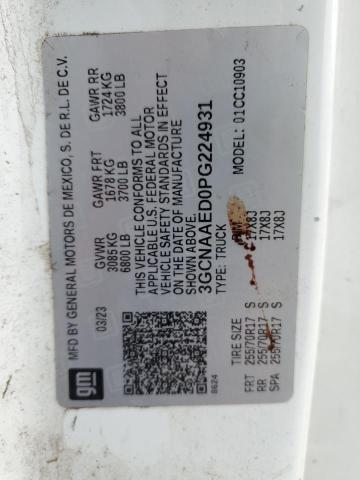 MFD BY GENERAL MOTORS DE MEXICO, S. DE R.L. DE C.V.
03/23 GVWR GAWR FRT GAWR RR
3085 KG 1678 KG 1724 KG
6800 LB 3700 LB 3800 LB
THIS VEHICLE CONFORMS TO ALL
APPLICABLE U.S. FEDERAL MOTOR
VEHICLE SAFETY STANDARDS IN EFFECT
ON THE DATE OF MANUFACTURE
SHOWN ABOVE.
3GCNAAED0PG224931
TYPE: TRUCK MODEL: 01CC10903
gm
8624
TIRE SIZE RIM
FRT 255/70R17 S 17X8J
RR 255/70R17 S 17X8J
SPA 255/70R17 S 17X8J